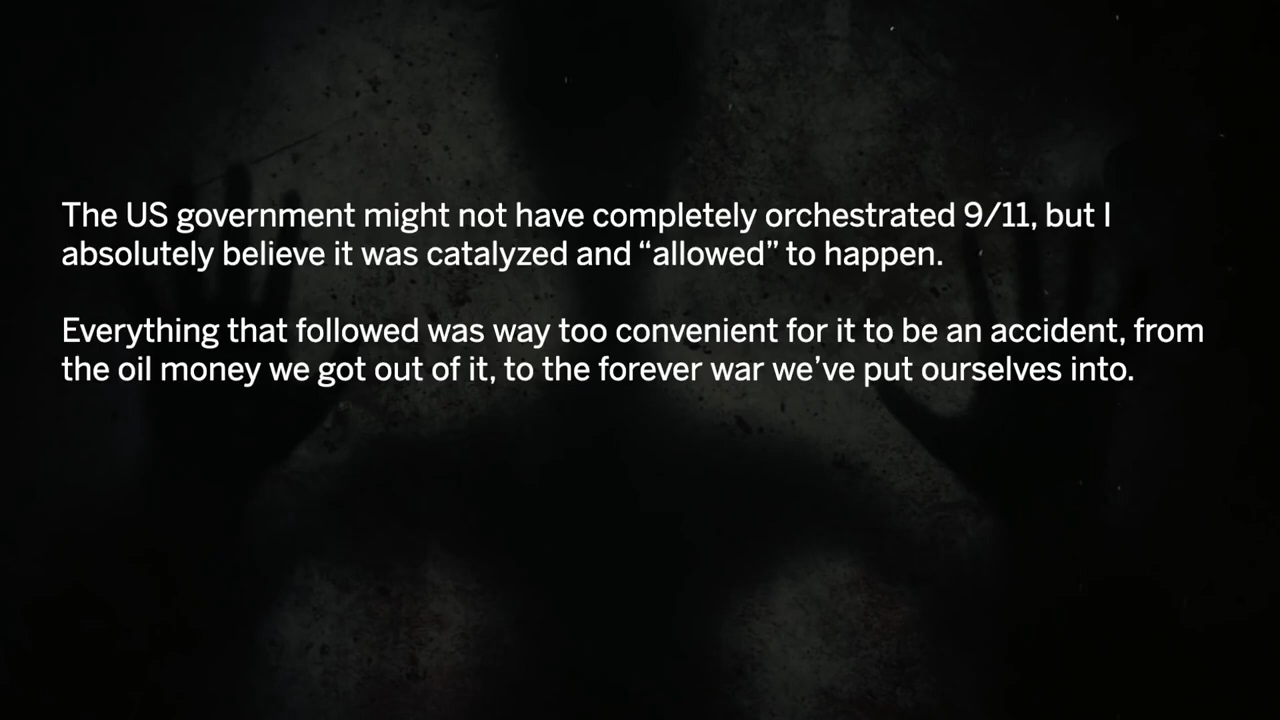 The US government might not have completely orchestrated 9/11, but I
absolutely believe it was catalyzed and “allowed” to happen.
Everything that followed was way too convenient for it to be an accident, from
the oil money we got out of it, to the forever war we’ve put ourselves into.